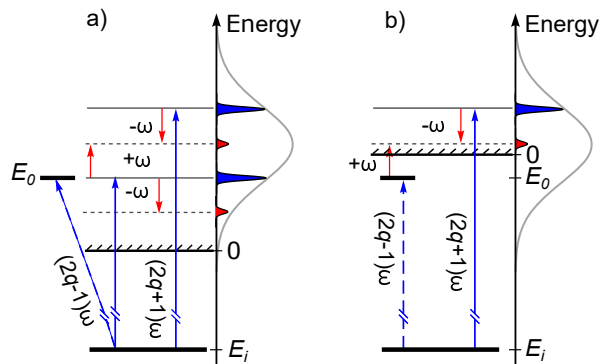 a)
Energy
-ω
+ω
E₀
-ω
(2q-1)ω
(2q+1)ω
0
Eᵢ
b)
Energy
-ω
0
+ω
E₀
(2q-1)ω
(2q+1)ω
Eᵢ